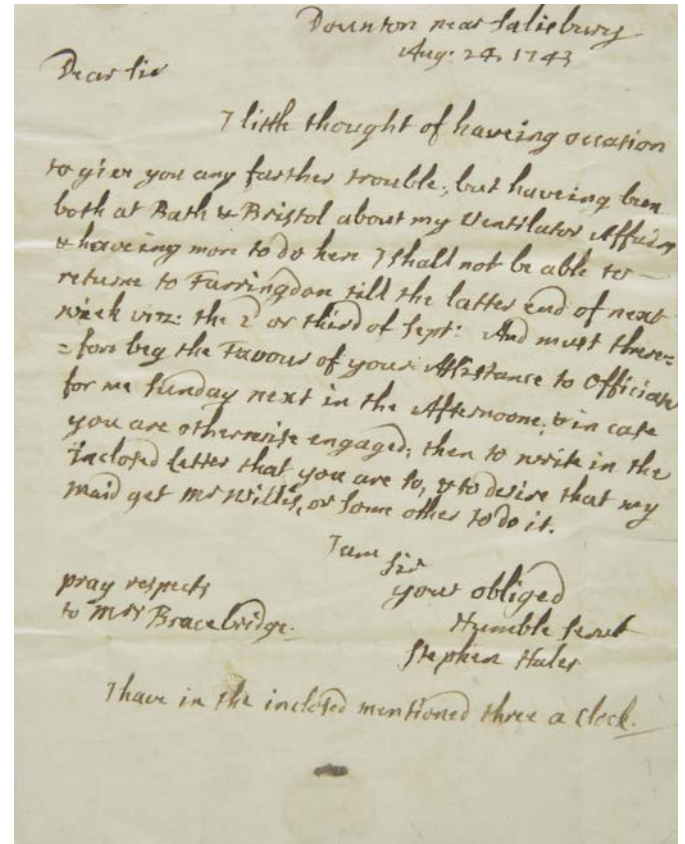 Dounton near Salisbury
Aug: 24, 1743
Dear Sir
I little thought of haveing occasion
to give you any farther trouble, but haveing been
both at Bath & Bristol about my Ventilator Affairs
& haveing more to do here I shall not be able to
returne to Farringdon till the latter end of next
week viz: the 2 or third of Sept: And must there=
=fore beg the Favour of your Assistance to Officiate
for me Sunday next in the Afternoone, & in case
you are otherwise engaged, then to write in the
inclosed letter that you are so, & to desire that my
maid get Mr Willis, or some other to do it.
I am
Sir
your obliged
Humble Servt
Stephen Hales
pray respects
to Mrs Bracebridge.
I have in the inclosed mentioned three a Clock.